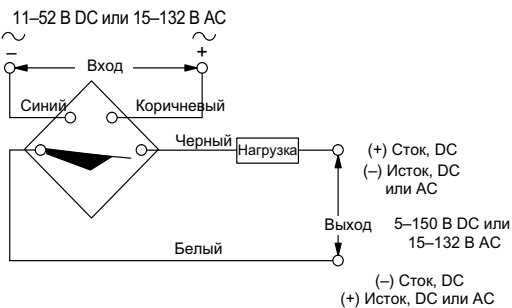 11–52 В DC или 15–132 В AC
– +
Вход
Синий Коричневый
Черный Нагрузка
(+) Сток, DC
(–) Исток, DC
или AC
Выход
5–150 В DC или
15–132 В AC
Белый
(–) Сток, DC
(+) Исток, DC или AC